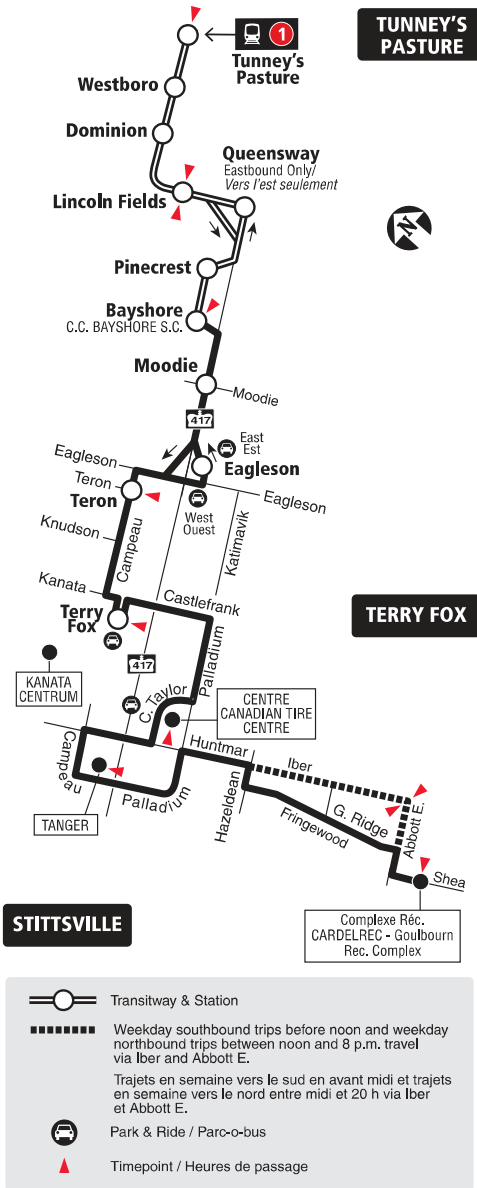 TUNNEY'S
PASTURE
1
Tunney's
Pasture
Westboro
Dominion
Queensway
Eastbound Only/
Vers l'est seulement
Lincoln Fields
N
Pinecrest
Bayshore
C.C. BAYSHORE S.C.
Moodie
Moodie
417
East
Est
Eagleson
Eagleson
Teron
Teron
Eagleson
West
Ouest
Knudson
Campeau
Katimavik
Kanata
Castlefrank
Terry
Fox
TERRY FOX
417
Palladium
KANATA
CENTRUM
C. Taylor
CENTRE
CANADIAN TIRE
CENTRE
Huntmar
Campeau
Iber
Hazeldean
Palladium
G. Ridge
Fringewood
Abbott E.
TANGER
Shea
STITTSVILLE
Complexe Réc.
CARDELREC - Goulbourn
Rec. Complex
Transitway & Station
Weekday southbound trips before noon and weekday
northbound trips between noon and 8 p.m. travel
via Iber and Abbott E.
Trajets en semaine vers le sud en avant midi et trajets
en semaine vers le nord entre midi et 20 h via Iber
et Abbott E.
Park & Ride / Parc-o-bus
Timepoint / Heures de passage